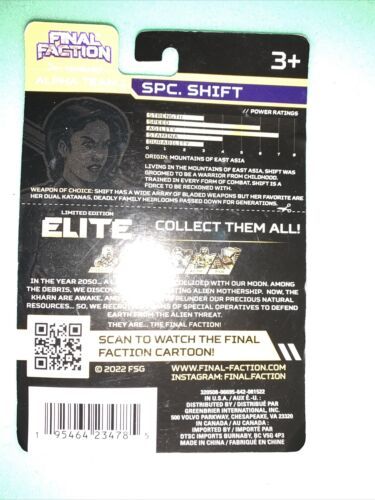 FINAL
FACTION
ALPHA TEAM
3+
SPC. SHIFT
// POWER RATINGS
STRENGTH
SPEED
AGILITY
STAMINA
DURABILITY
ORIGIN: MOUNTAINS OF EAST ASIA
LIVING IN THE MOUNTAINS OF EAST ASIA, SHIFT WAS
GROOMED TO BE A WARRIOR FROM CHILDHOOD.
TRAINED IN EVERY FORM OF COMBAT, SHIFT IS A
FORCE TO BE RECKONED WITH.
WEAPON OF CHOICE: SHIFT HAS A WIDE ARRAY OF BLADED WEAPONS BUT HER FAVORITE ARE
HER DUAL KATANAS, DEADLY FAMILY HEIRLOOMS PASSED DOWN FOR GENERATIONS.
LIMITED EDITION
ELITE
COLLECT THEM ALL!
IN THE YEAR 2050... A COLLIDED WITH OUR MOON. AMONG
THE DEBRIS, WE ALIEN MOTHERSHIP. NOW, THE
KHARN ARE AWAKE, AND PLUNDER OUR PRECIOUS NATURAL
RESOURCES... SO, WE OF SPECIAL OPERATIVES TO DEFEND
EARTH FROM THE ALIEN THREAT.
THEY ARE... THE FINAL FACTION!
SCAN TO WATCH THE FINAL
FACTION CARTOON!
© 2022 FSG
WWW.FINAL-FACTION.COM
INSTAGRAM: FINAL.FACTION
IN U.S.A. / AUX É.-U. :
DISTRIBUTED BY / DISTRIBUÉ PAR
GREENBRIER INTERNATIONAL, INC.
500 VOLVO PARKWAY, CHESAPEAKE, VA 23320
IN CANADA / AU CANADA :
IMPORTED BY / IMPORTÉ PAR
DTSC IMPORTS BURNABY, BC V5G 4P3
MADE IN CHINA / FABRIQUÉ EN CHINE
1 95464 23478 5